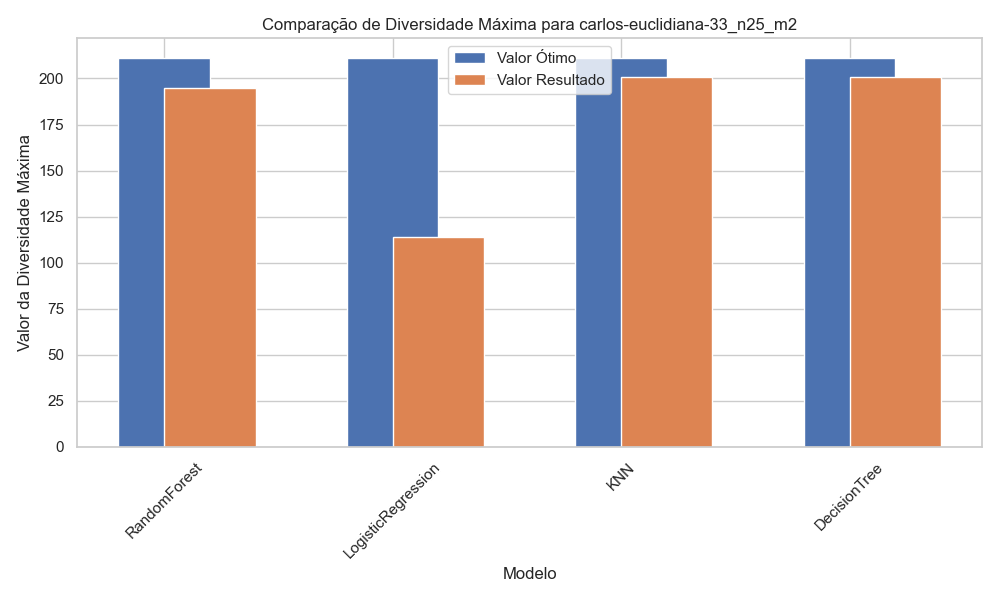 Comparação de Diversidade Máxima para carlos-euclidiana-33_n25_m2
Valor Ótimo
Valor Resultado
Valor da Diversidade Máxima
200
175
150
125
100
75
50
25
0
RandomForest
LogisticRegression
KNN
DecisionTree
Modelo